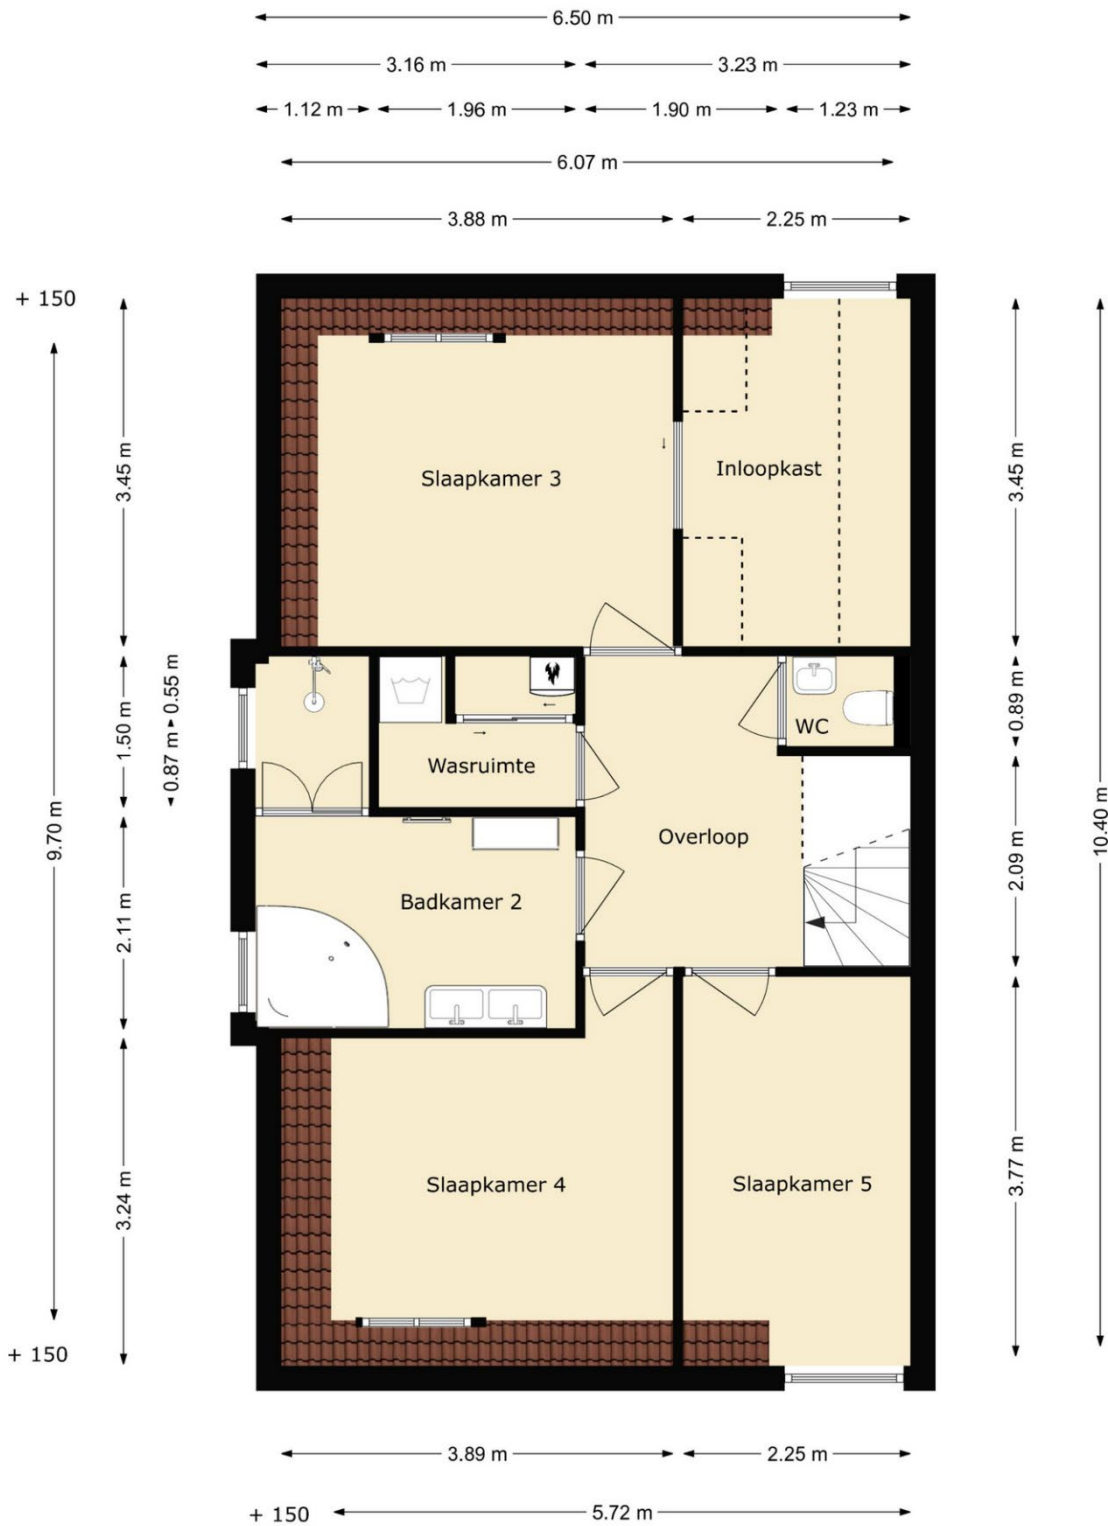 6.50 m
3.16 m 3.23 m
1.12 m 1.96 m 1.90 m 1.23 m
6.07 m
3.88 m 2.25 m
+ 150
3.45 m
3.45 m
Slaapkamer 3
Inloopkast
9.70 m
10.40 m
1.50 m
0.87 m
0.55 m
0.89 m
WC
Wasruimte
Overloop
2.09 m
2.11 m
Badkamer 2
3.24 m
Slaapkamer 4
Slaapkamer 5
3.77 m
+ 150
3.89 m 2.25 m
+ 150
5.72 m